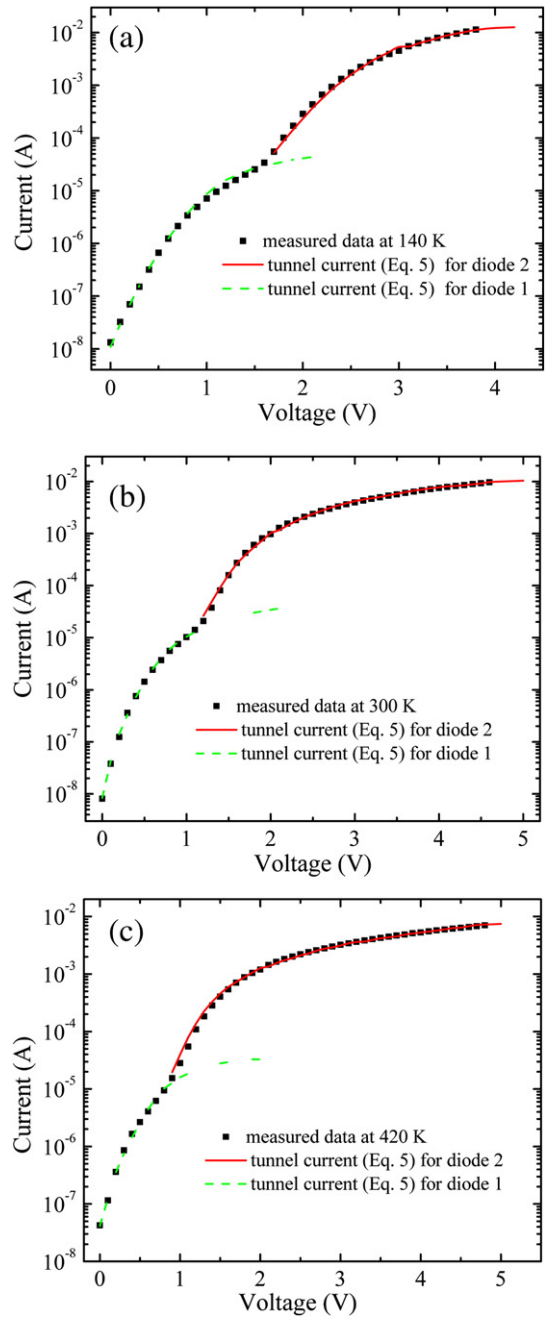 (a)
10^-2
10^-3
10^-4
10^-5
10^-6
10^-7
10^-8
Current (A)
measured data at 140 K
tunnel current (Eq. 5) for diode 2
tunnel current (Eq. 5) for diode 1
0 1 2 3 4
Voltage (V)
(b)
10^-2
10^-3
10^-4
10^-5
10^-6
10^-7
10^-8
Current (A)
measured data at 300 K
tunnel current (Eq. 5) for diode 2
tunnel current (Eq. 5) for diode 1
0 1 2 3 4 5
Voltage (V)
(c)
10^-2
10^-3
10^-4
10^-5
10^-6
10^-7
10^-8
Current (A)
measured data at 420 K
tunnel current (Eq. 5) for diode 2
tunnel current (Eq. 5) for diode 1
0 1 2 3 4 5
Voltage (V)